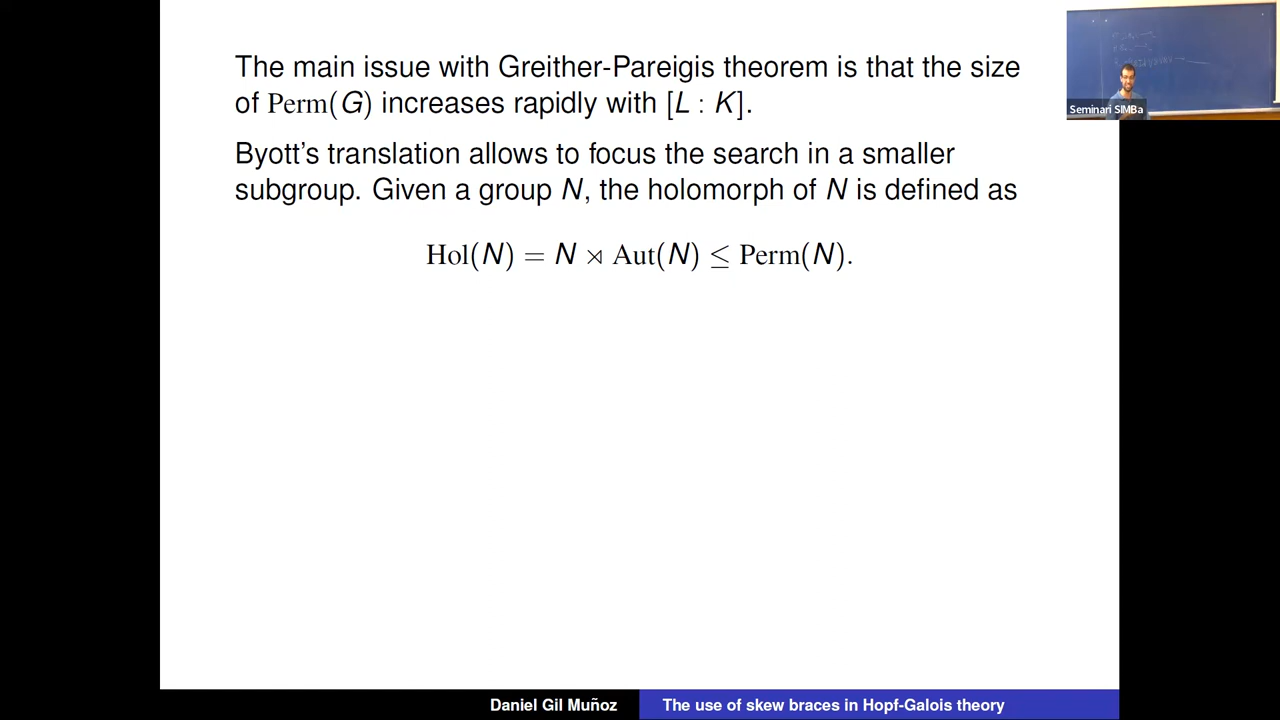 The main issue with Greither-Pareigis theorem is that the size
of Perm(G) increases rapidly with [L : K].
Byott's translation allows to focus the search in a smaller
subgroup. Given a group N, the holomorph of N is defined as
Hol(N) = N ⋊ Aut(N) ≤ Perm(N).
Seminari SIMBa
Daniel Gil Muñoz
The use of skew braces in Hopf-Galois theory